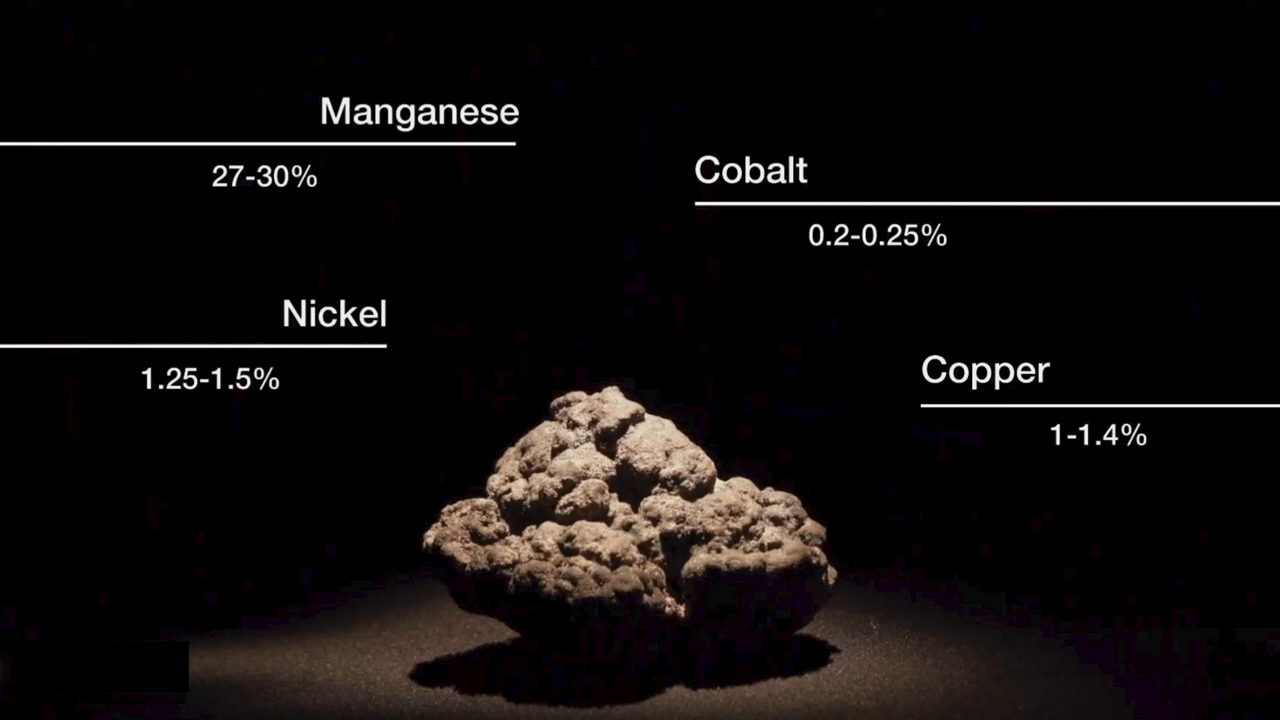 Manganese
27-30%
Cobalt
0.2-0.25%
Nickel
1.25-1.5%
Copper
1-1.4%